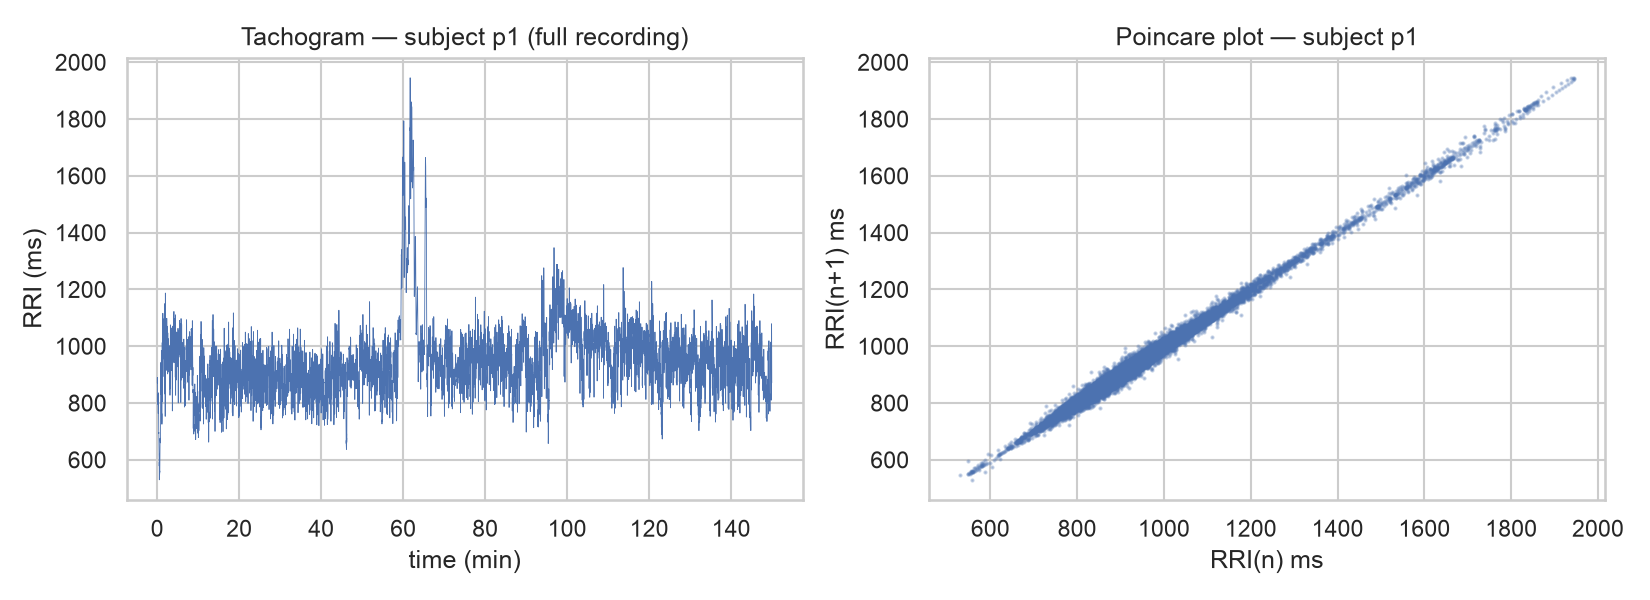 Tachogram — subject p1 (full recording)
2000
1800
1600
1400
1200
1000
800
600
RRI (ms)
0 20 40 60 80 100 120 140
time (min)
Poincare plot — subject p1
2000
1800
1600
1400
1200
1000
800
600
RRI(n+1) ms
600 800 1000 1200 1400 1600 1800 2000
RRI(n) ms